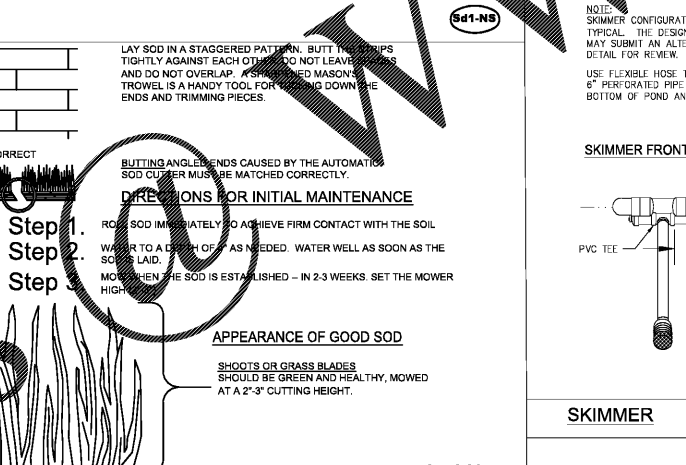 Sd1-NS
LAY SOD IN A STAGGERED PATTERN. BUTT THE STRIPS
TIGHTLY AGAINST EACH OTHER. DO NOT LEAVE SPACES
AND DO NOT OVERLAP. A SHARPENED MASON'S
TROWEL IS A HANDY TOOL FOR TUCKING DOWN THE
ENDS AND TRIMMING PIECES.
ORRECT
BUTTING ANGLED ENDS CAUSED BY THE AUTOMATIC
SOD CUTTER MUST BE MATCHED CORRECTLY.
DIRECTIONS FOR INITIAL MAINTENANCE
Step 1. ROLL SOD IMMEDIATELY TO ACHIEVE FIRM CONTACT WITH THE SOIL
Step 2. WATER TO A DEPTH OF 4" AS NEEDED. WATER WELL AS SOON AS THE
SOD IS LAID.
Step 3. MOW WHEN THE SOD IS ESTABLISHED – IN 2-3 WEEKS. SET THE MOWER
HIGH
APPEARANCE OF GOOD SOD
SHOOTS OR GRASS BLADES
SHOULD BE GREEN AND HEALTHY, MOWED
AT A 2"-3" CUTTING HEIGHT.
NOTE:
SKIMMER CONFIGURAT
TYPICAL. THE DESIGN
MAY SUBMIT AN ALTE
DETAIL FOR REVIEW.
USE FLEXIBLE HOSE T
6" PERFORATED PIPE
BOTTOM OF POND AN
SKIMMER FRONT
PVC TEE
SKIMMER
@ W